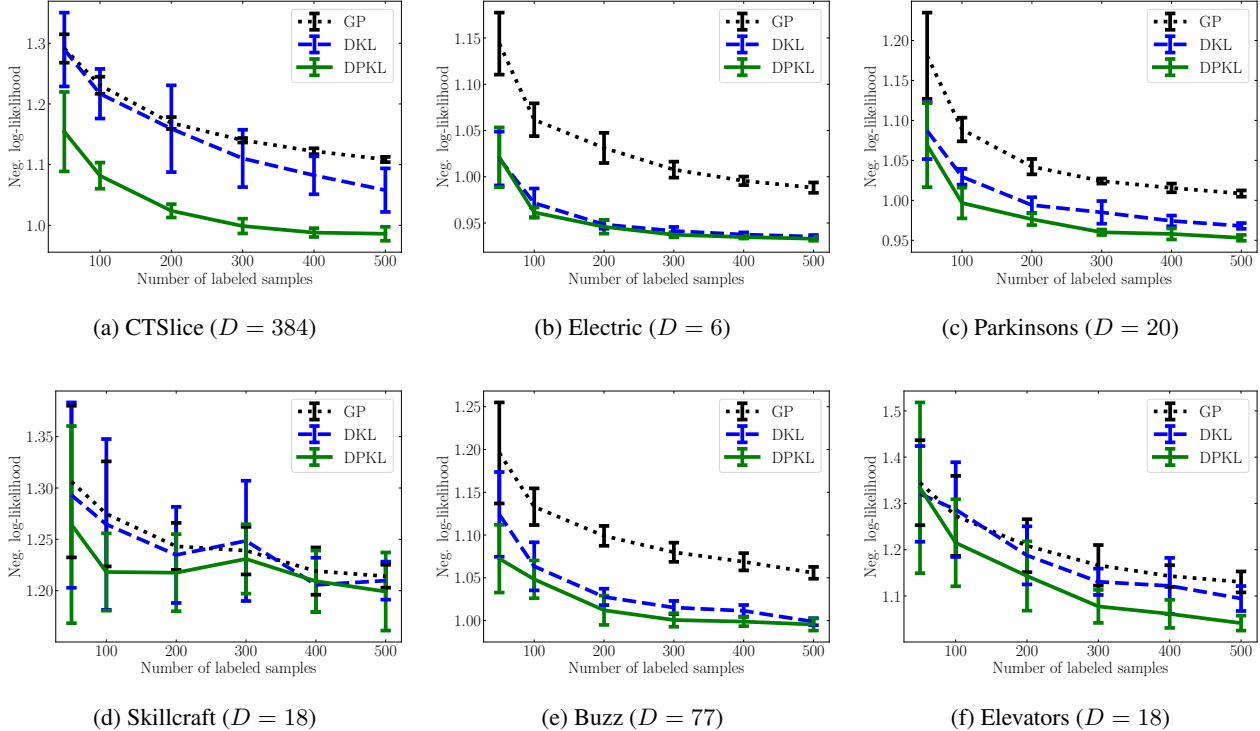 1.3
1.2
1.1
1.0
Neg. log-likelihood
GP
DKL
DPKL
100 200 300 400 500
Number of labeled samples
(a) CTSlice (D = 384)
1.15
1.10
1.05
1.00
0.95
Neg. log-likelihood
GP
DKL
DPKL
100 200 300 400 500
Number of labeled samples
(b) Electric (D = 6)
1.20
1.15
1.10
1.05
1.00
0.95
Neg. log-likelihood
GP
DKL
DPKL
100 200 300 400 500
Number of labeled samples
(c) Parkinsons (D = 20)
1.35
1.30
1.25
1.20
Neg. log-likelihood
GP
DKL
DPKL
100 200 300 400 500
Number of labeled samples
(d) Skillcraft (D = 18)
1.25
1.20
1.15
1.10
1.05
1.00
Neg. log-likelihood
GP
DKL
DPKL
100 200 300 400 500
Number of labeled samples
(e) Buzz (D = 77)
1.5
1.4
1.3
1.2
1.1
Neg. log-likelihood
GP
DKL
DPKL
100 200 300 400 500
Number of labeled samples
(f) Elevators (D = 18)